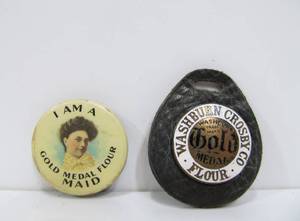 I AM A
GOLD MEDAL FLOUR
MAID
WASHBURN CROSBY CO.
Gold
MEDAL
FLOUR